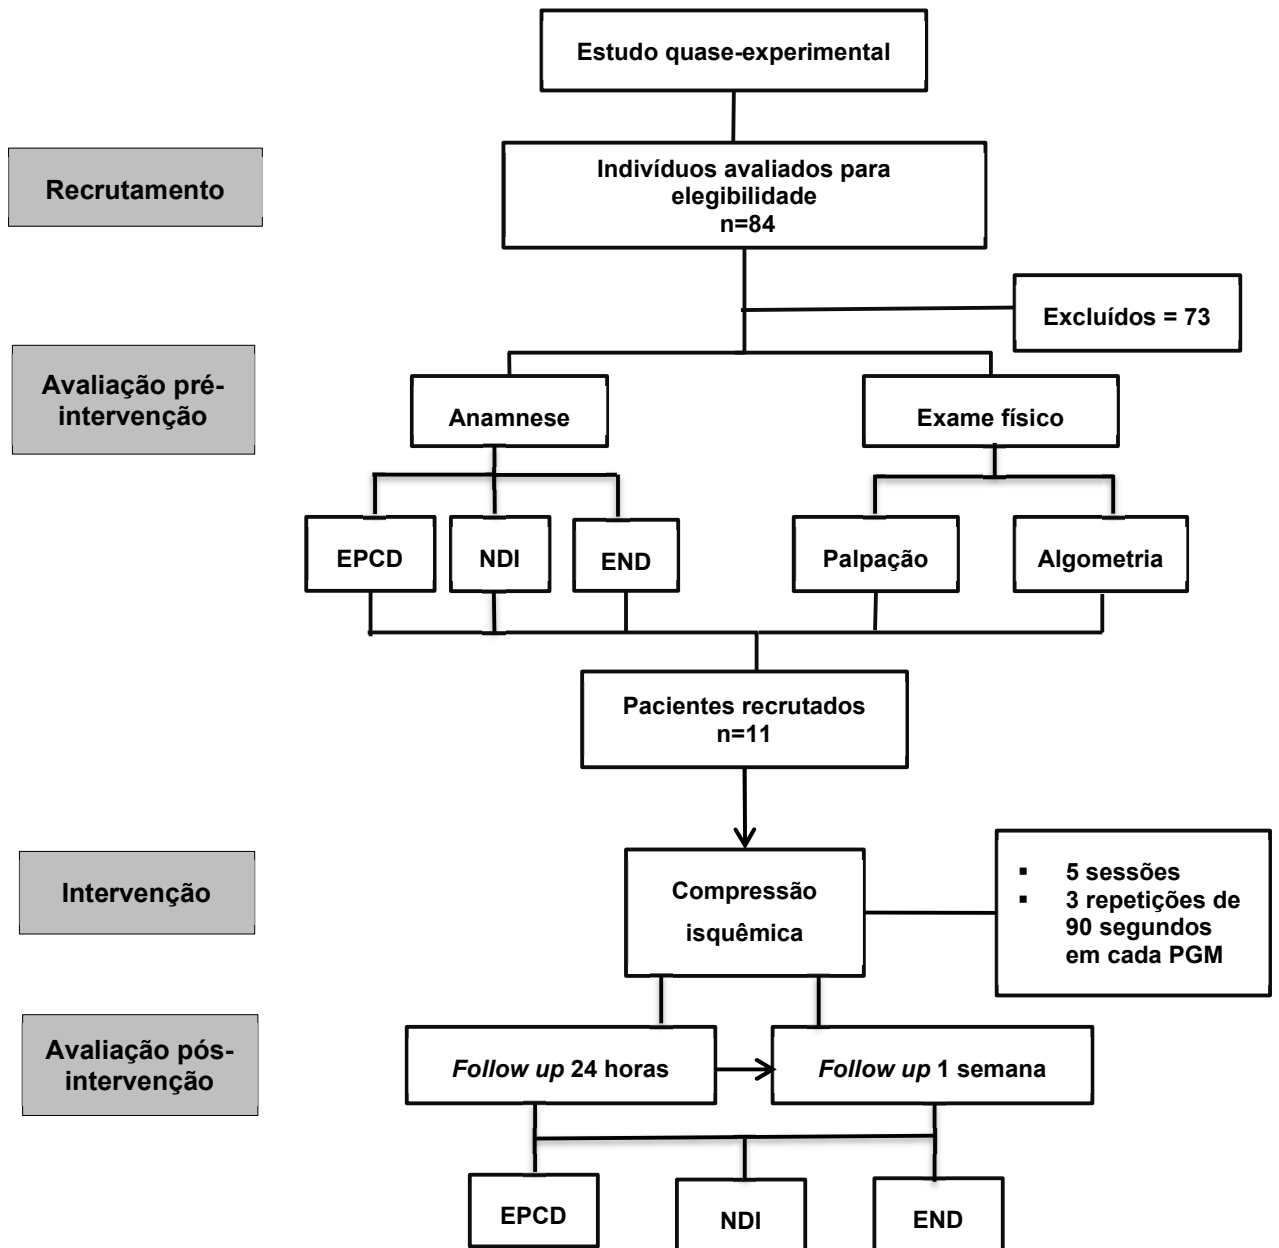 Estudo quase-experimental
Recrutamento
Indivíduos avaliados para
elegibilidade
n=84
Excluídos = 73
Avaliação pré-
intervenção
Anamnese
Exame físico
EPCD
NDI
END
Palpação
Algometria
Pacientes recrutados
n=11
Intervenção
Compressão
isquêmica
▪ 5 sessões
▪ 3 repetições de
90 segundos
em cada PGM
Avaliação pós-
intervenção
Follow up 24 horas
Follow up 1 semana
EPCD
NDI
END